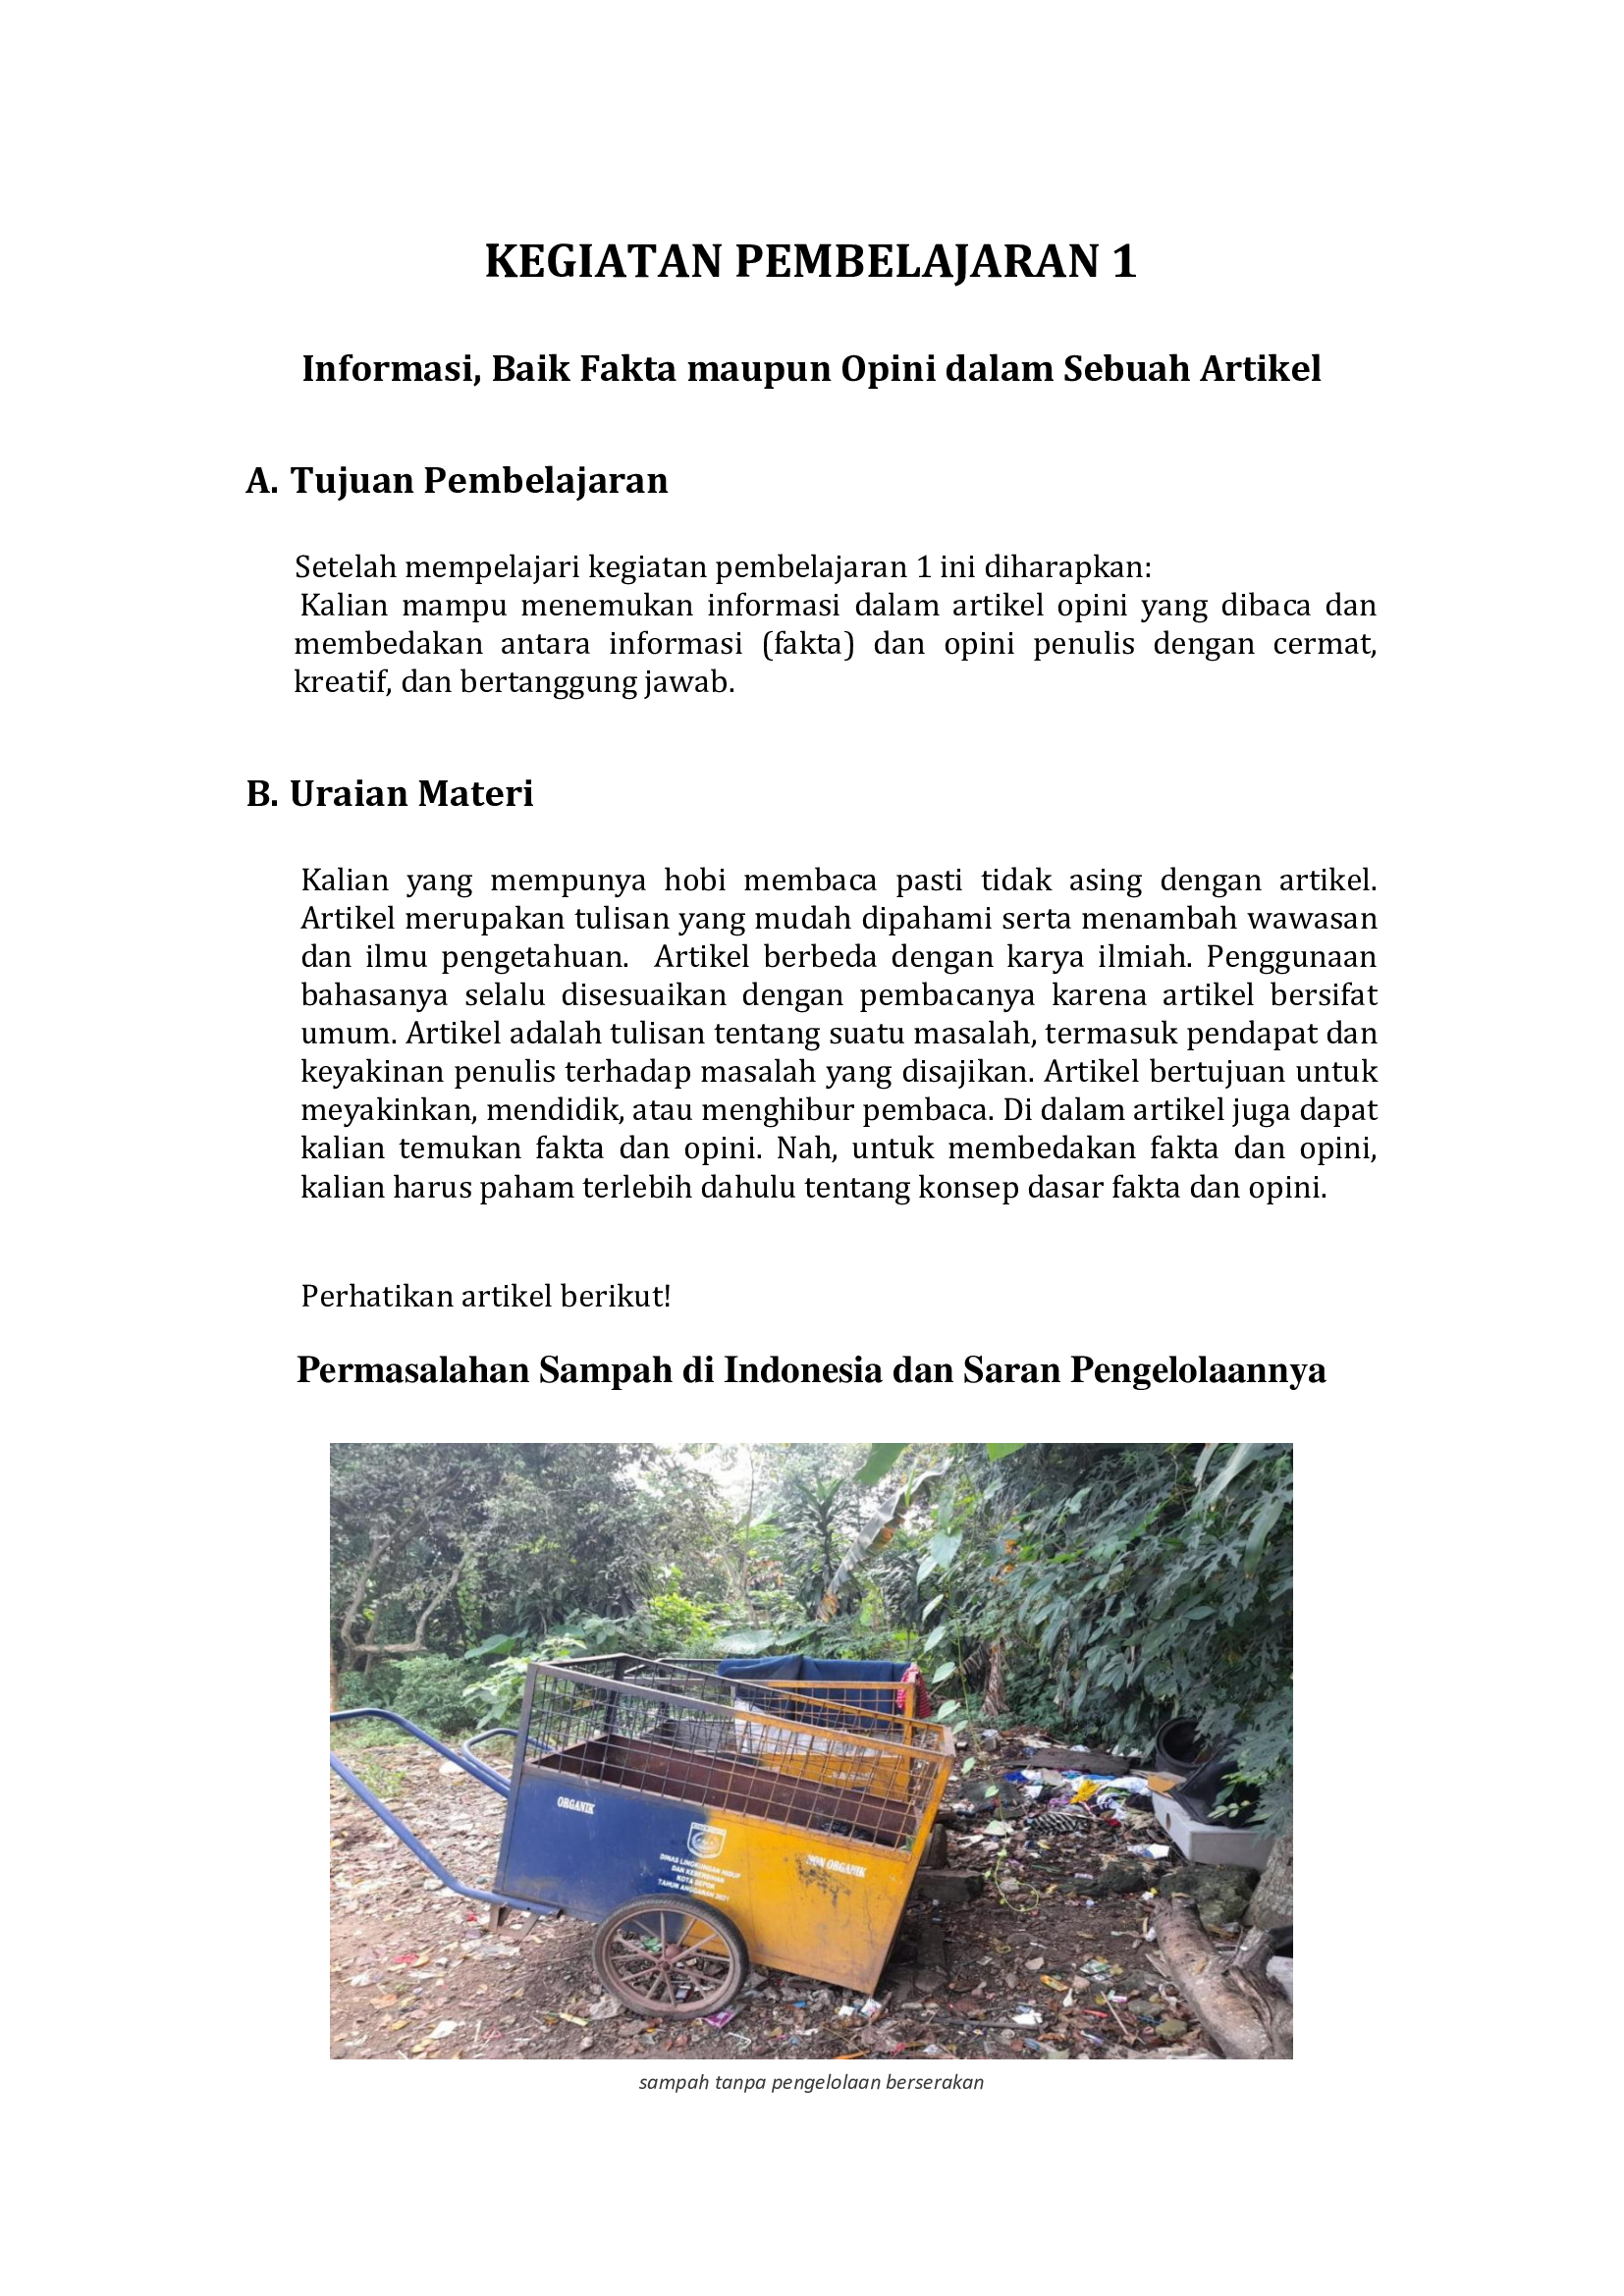 KEGIATAN PEMBELAJARAN 1
Informasi, Baik Fakta maupun Opini dalam Sebuah Artikel
A. Tujuan Pembelajaran
Setelah mempelajari kegiatan pembelajaran 1 ini diharapkan:
Kalian mampu menemukan informasi dalam artikel opini yang dibaca dan
membedakan antara informasi (fakta) dan opini penulis dengan cermat,
kreatif, dan bertanggung jawab.
B. Uraian Materi
Kalian yang mempunya hobi membaca pasti tidak asing dengan artikel.
Artikel merupakan tulisan yang mudah dipahami serta menambah wawasan
dan ilmu pengetahuan. Artikel berbeda dengan karya ilmiah. Penggunaan
bahasanya selalu disesuaikan dengan pembacanya karena artikel bersifat
umum. Artikel adalah tulisan tentang suatu masalah, termasuk pendapat dan
keyakinan penulis terhadap masalah yang disajikan. Artikel bertujuan untuk
meyakinkan, mendidik, atau menghibur pembaca. Di dalam artikel juga dapat
kalian temukan fakta dan opini. Nah, untuk membedakan fakta dan opini,
kalian harus paham terlebih dahulu tentang konsep dasar fakta dan opini.
Perhatikan artikel berikut!
Permasalahan Sampah di Indonesia dan Saran Pengelolaannya
ORGANIK
NON ORGANIK
DINAS LINGKUNGAN HIDUP
DAN KEBERSIHAN
KOTA DEPOK
TAHUN ANGGARAN 2021
sampah tanpa pengelolaan berserakan